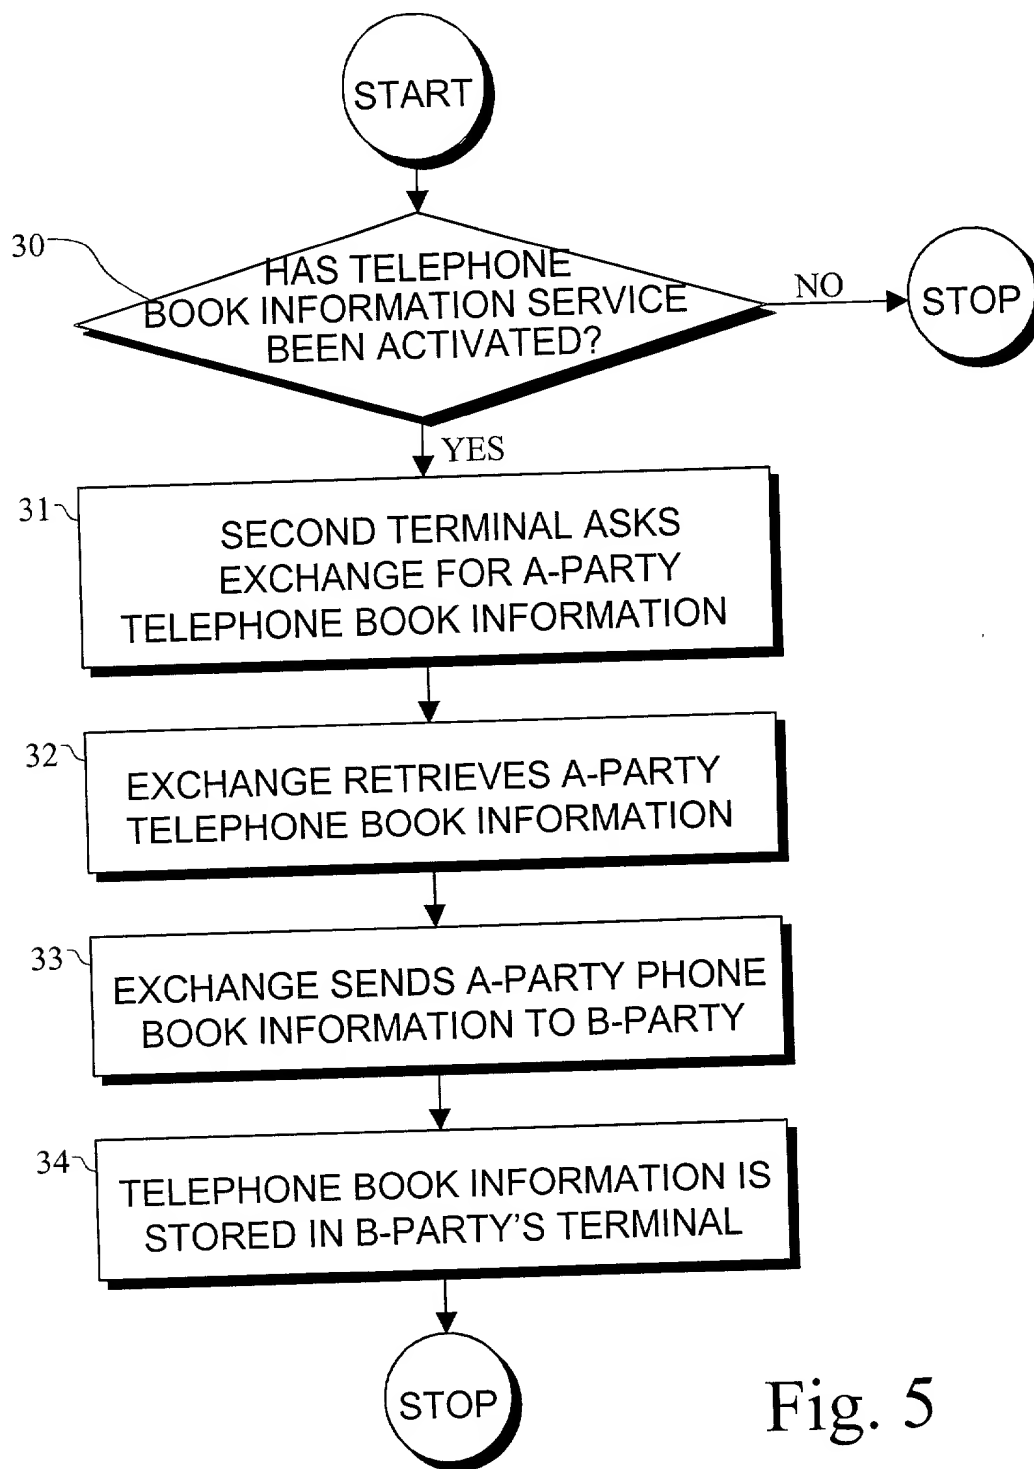 START
30
HAS TELEPHONE
BOOK INFORMATION SERVICE
BEEN ACTIVATED?
NO
STOP
YES
31
SECOND TERMINAL ASKS
EXCHANGE FOR A-PARTY
TELEPHONE BOOK INFORMATION
32
EXCHANGE RETRIEVES A-PARTY
TELEPHONE BOOK INFORMATION
33
EXCHANGE SENDS A-PARTY PHONE
BOOK INFORMATION TO B-PARTY
34
TELEPHONE BOOK INFORMATION IS
STORED IN B-PARTY'S TERMINAL
STOP
Fig. 5